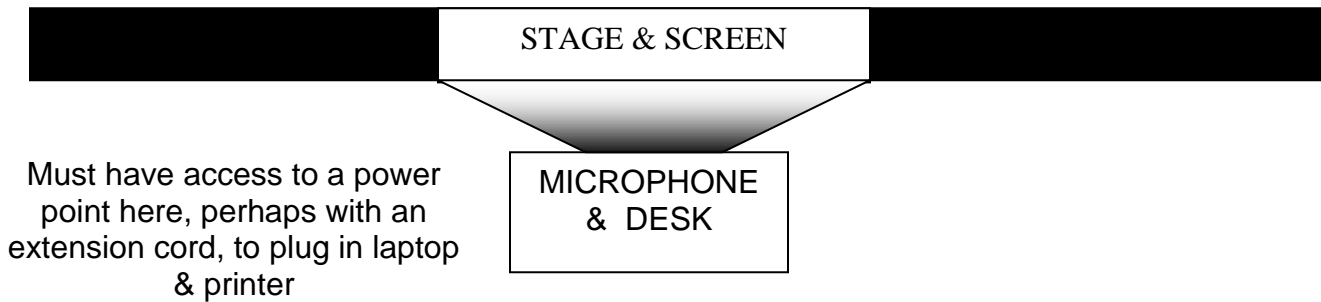 STAGE & SCREEN
Must have access to a power
point here, perhaps with an
extension cord, to plug in laptop
& printer
MICROPHONE
& DESK